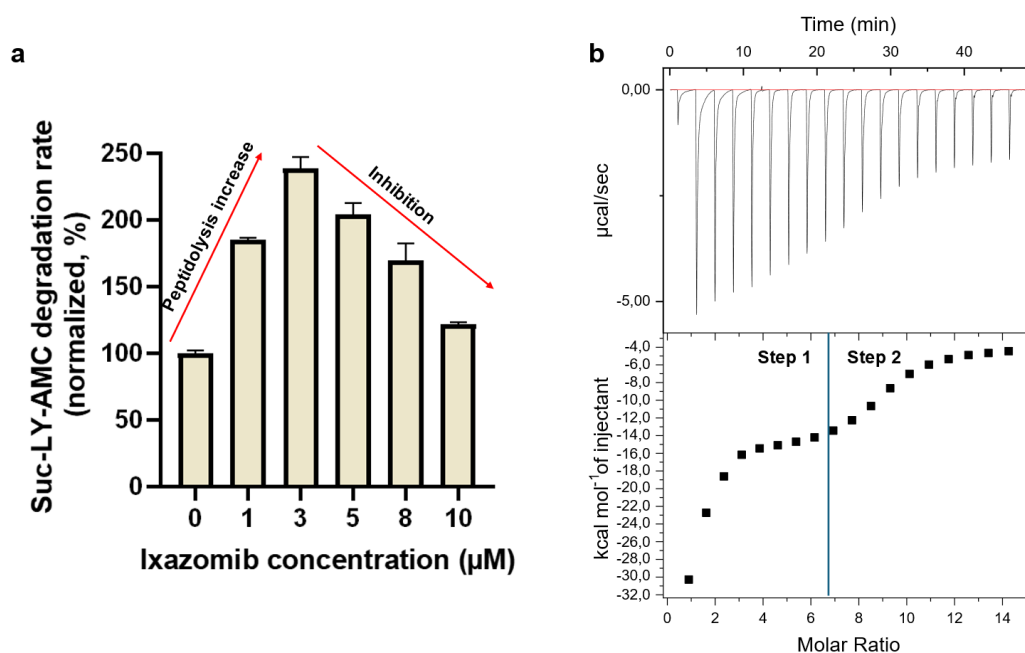 a
250
200
150
100
50
0
Suc-LY-AMC degradation rate
(normalized, %)
Peptidolysis increase
Inhibition
0 1 3 5 8 10
Ixazomib concentration (µM)
b
Time (min)
0 10 20 30 40
0,00
-5,00
µcal/sec
Step 1 Step 2
-4,0
-6,0
-8,0
-10,0
-12,0
-14,0
-16,0
-18,0
-20,0
-22,0
-24,0
-26,0
-28,0
-30,0
-32,0
kcal mol⁻¹of injectant
0 2 4 6 8 10 12 14
Molar Ratio